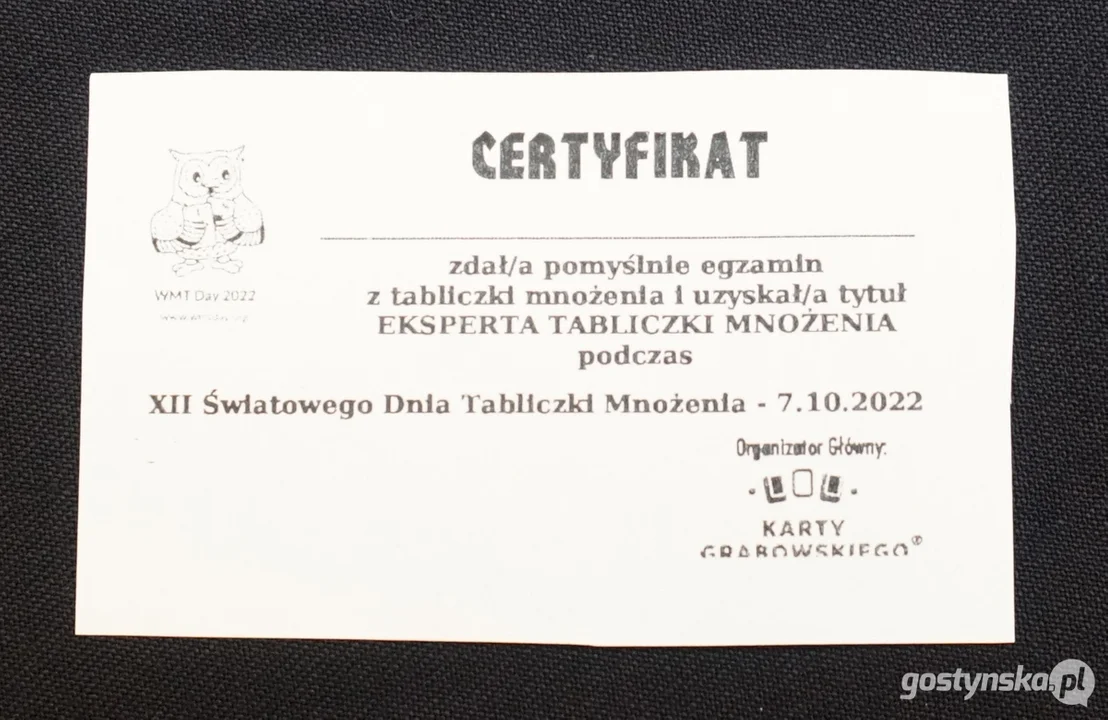 CERTYFIKAT
zdał/a pomyślnie egzamin
z tabliczki mnożenia i uzyskał/a tytuł
EKSPERTA TABLICZKI MNOŻENIA
podczas
WMT Day 2022
XII Światowego Dnia Tabliczki Mnożenia - 7.10.2022
Organizator Główny:
KARTY
GRABOWSKIEGO®
gostynska.pl